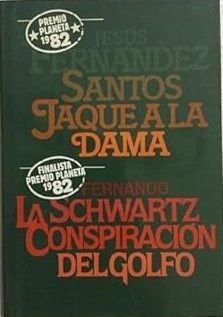 PREMIO
PLANETA
1982
JESUS
FERNANDEZ
SANTOS
JAQUE A LA
DAMA
FINALISTA
PREMIO PLANETA
1982
FERNANDO
SCHWARTZ
LA
CONSPIRACIÓN
DEL GOLFO